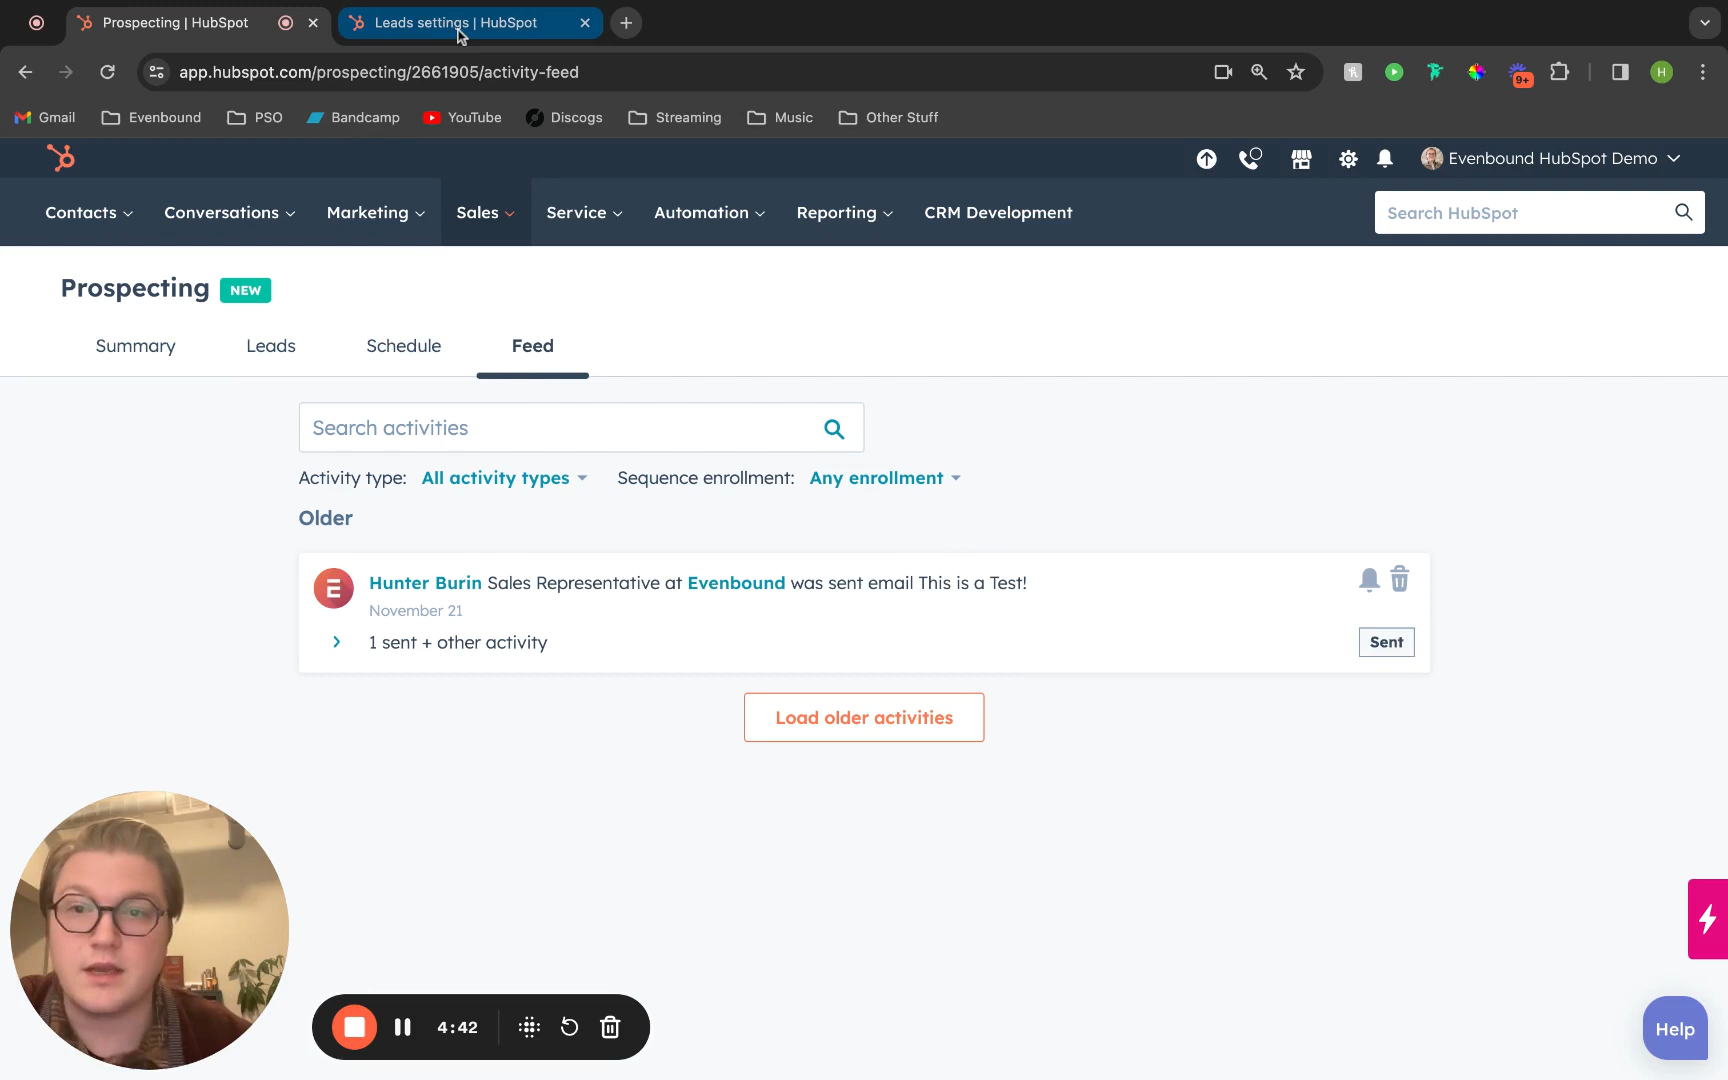 Prospecting | HubSpot
Leads settings | HubSpot
app.hubspot.com/prospecting/2661905/activity-feed
9+
H
Gmail
Evenbound
PSO
Bandcamp
YouTube
Discogs
Streaming
Music
Other Stuff
Evenbound HubSpot Demo
Contacts
Conversations
Marketing
Sales
Service
Automation
Reporting
CRM Development
Search HubSpot
Prospecting NEW
Summary
Leads
Schedule
Feed
Search activities
Activity type: All activity types
Sequence enrollment: Any enrollment
Older
E
Hunter Burin Sales Representative at Evenbound was sent email This is a Test!
November 21
1 sent + other activity
Sent
Load older activities
4:42
Help